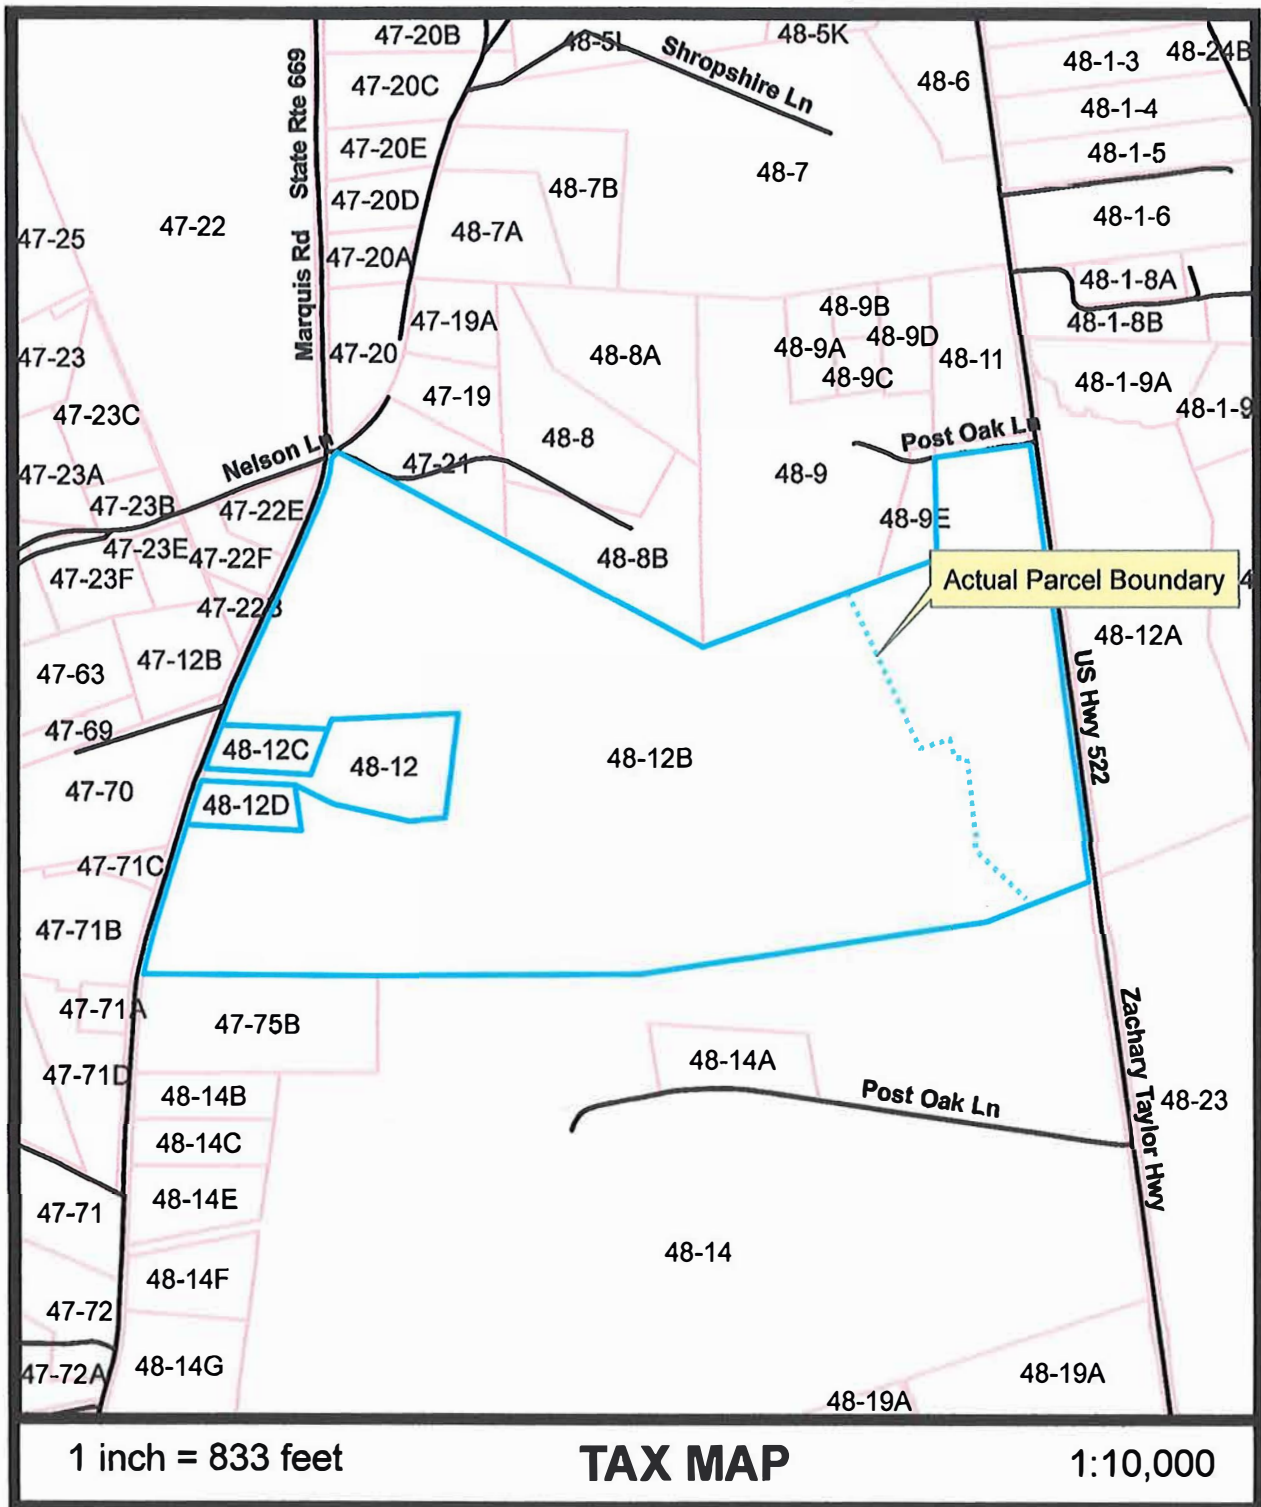 47-20B
48-5L
48-5K
48-24B
48-1-3
Shropshire Ln
48-6
47-20C
State Rte 669
48-1-4
47-20E
48-1-5
48-7
48-7B
47-20D
48-1-6
47-22
47-25
48-7A
47-20A
Marquis Rd
48-1-8A
48-9B
47-19A
48-1-8B
48-9D
48-9A
47-23
47-20
48-8A
48-11
48-9C
48-1-9A
47-19
48-1-9
47-23C
Post Oak Ln
48-8
Nelson Ln
47-21
47-23A
48-9
47-23B
47-22E
48-9E
47-23E
47-22F
48-8B
47-23F
Actual Parcel Boundary
4
47-22B
48-12A
47-12B
47-63
US Hwy 522
47-69
48-12C
48-12
48-12B
47-70
48-12D
47-71C
47-71B
47-71A
47-75B
Zachary Taylor Hwy
48-14A
47-71D
48-14B
Post Oak Ln
48-23
48-14C
48-14E
47-71
48-14
48-14F
47-72
48-14G
47-72A
48-19A
48-19A
1 inch = 833 feet
TAX MAP
1:10,000